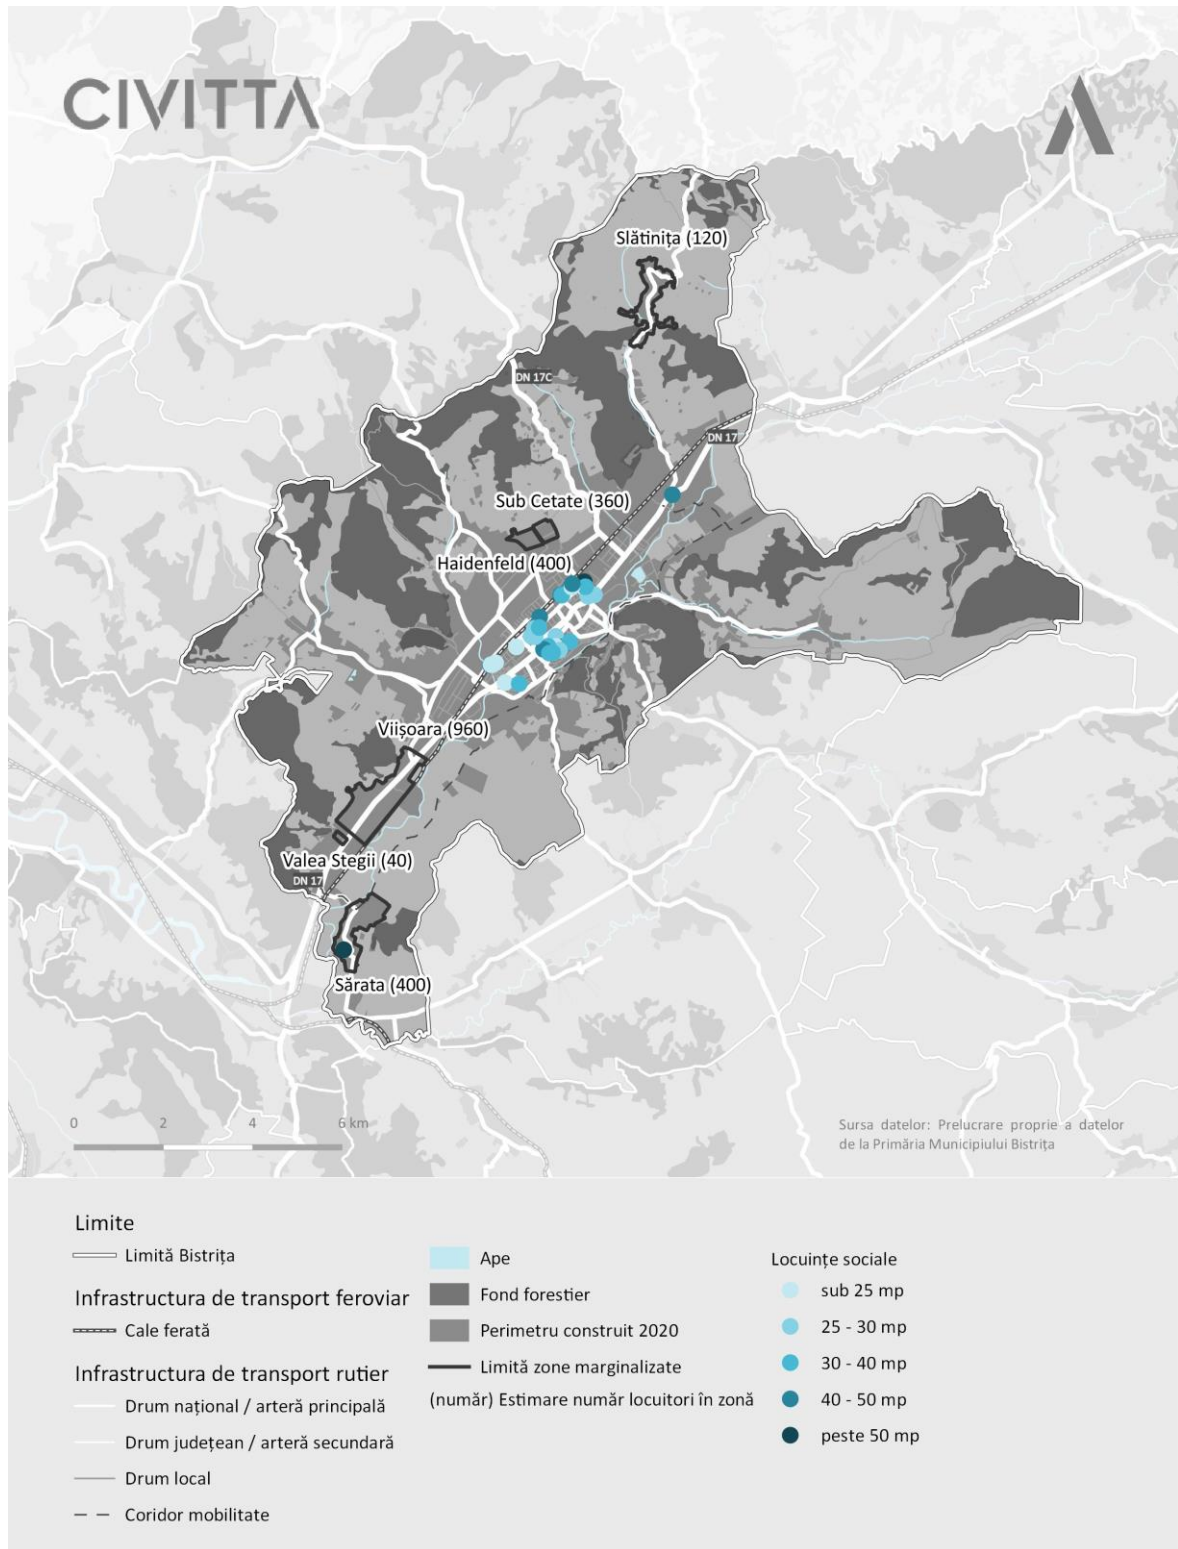 CIVITTA
Slătinița (120)
DN 17C
DN 17
Sub Cetate (360)
Haidenfeld (400)
Viișoara (960)
Valea Stegii (40)
DN 17
Sărata (400)
0 2 4 6 km
Sursa datelor: Prelucrare proprie a datelor
de la Primăria Municipiului Bistrița
Limite
Limită Bistrița
Infrastructura de transport feroviar
Cale ferată
Infrastructura de transport rutier
Drum național / arteră principală
Drum județean / arteră secundară
Drum local
Coridor mobilitate
Ape
Fond forestier
Perimetru construit 2020
Limită zone marginalizate
(număr) Estimare număr locuitori în zonă
Locuințe sociale
sub 25 mp
25 - 30 mp
30 - 40 mp
40 - 50 mp
peste 50 mp